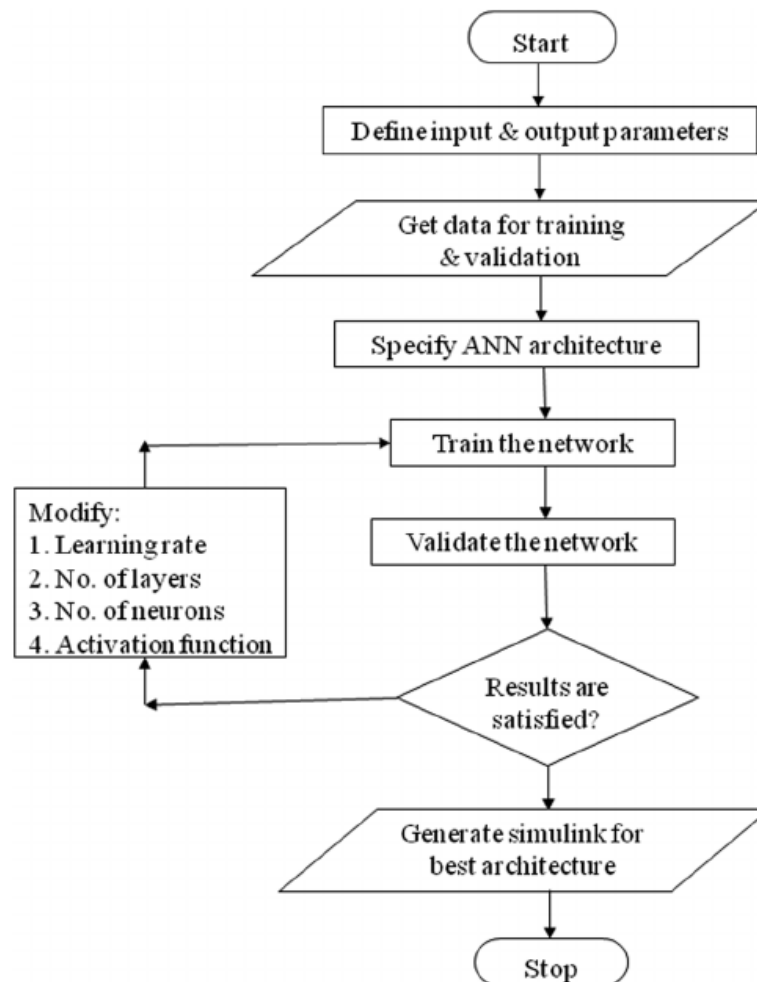 Start
Define input & output parameters
Get data for training
& validation
Specify ANN architecture
Train the network
Modify:
1. Learning rate
2. No. of layers
3. No. of neurons
4. Activation function
Validate the network
Results are
satisfied?
Generate simulink for
best architecture
Stop